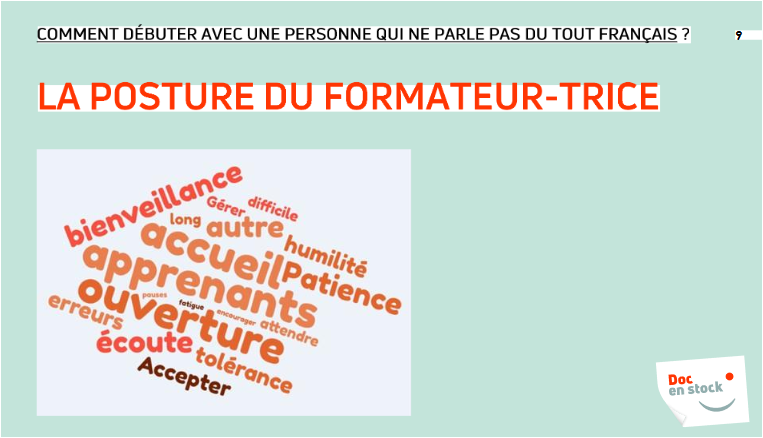 COMMENT DÉBUTER AVEC UNE PERSONNE QUI NE PARLE PAS DU TOUT FRANÇAIS ?
9
LA POSTURE DU FORMATEUR-TRICE
bienveillance
Gérer
difficile
long
autre
accueil
humilité
apprenants
Patience
ouverture
pauses
fatigue
encourager
erreurs
attendre
écoute
tolérance
Accepter
Doc
en stock